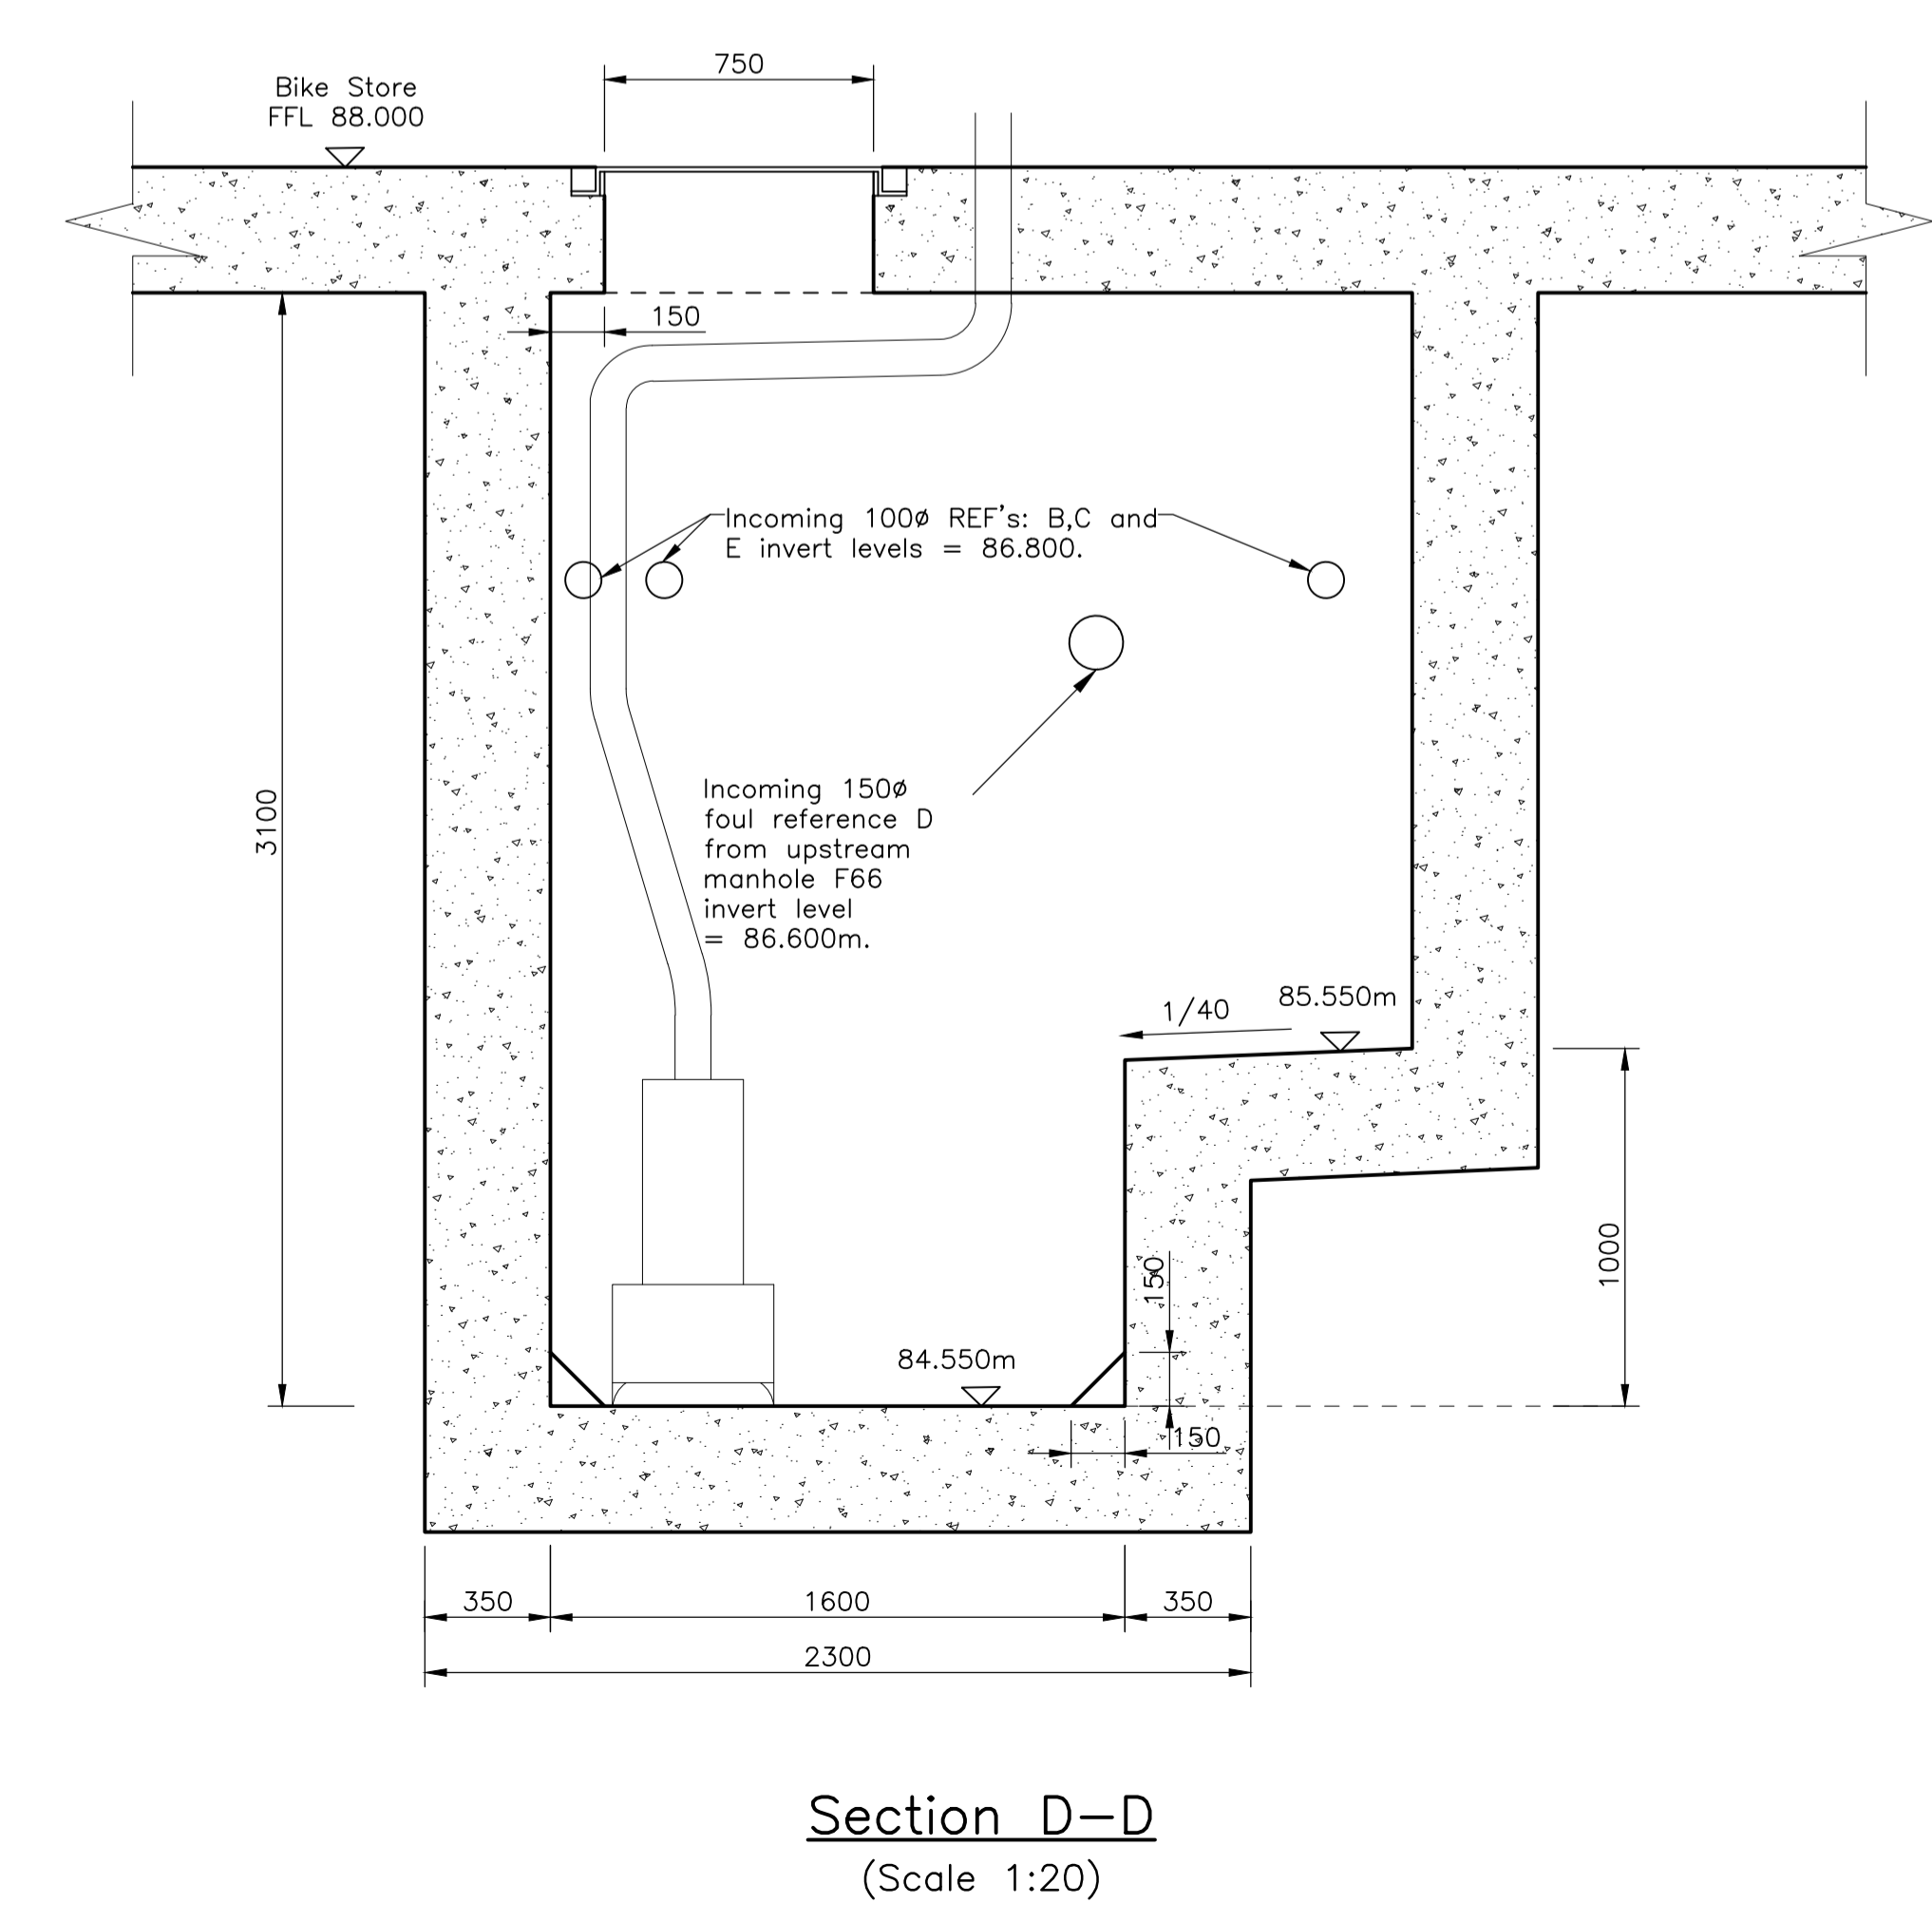 750
Bike Store
FFL 88.000
150
Incoming 100ø REF's: B,C and
E invert levels = 86.800.
3100
Incoming 150ø
foul reference D
from upstream
manhole F66
invert level
= 86.600m.
1/40
85.550m
1000
150
84.550m
150
350
1600
350
2300
Section D-D
(Scale 1:20)